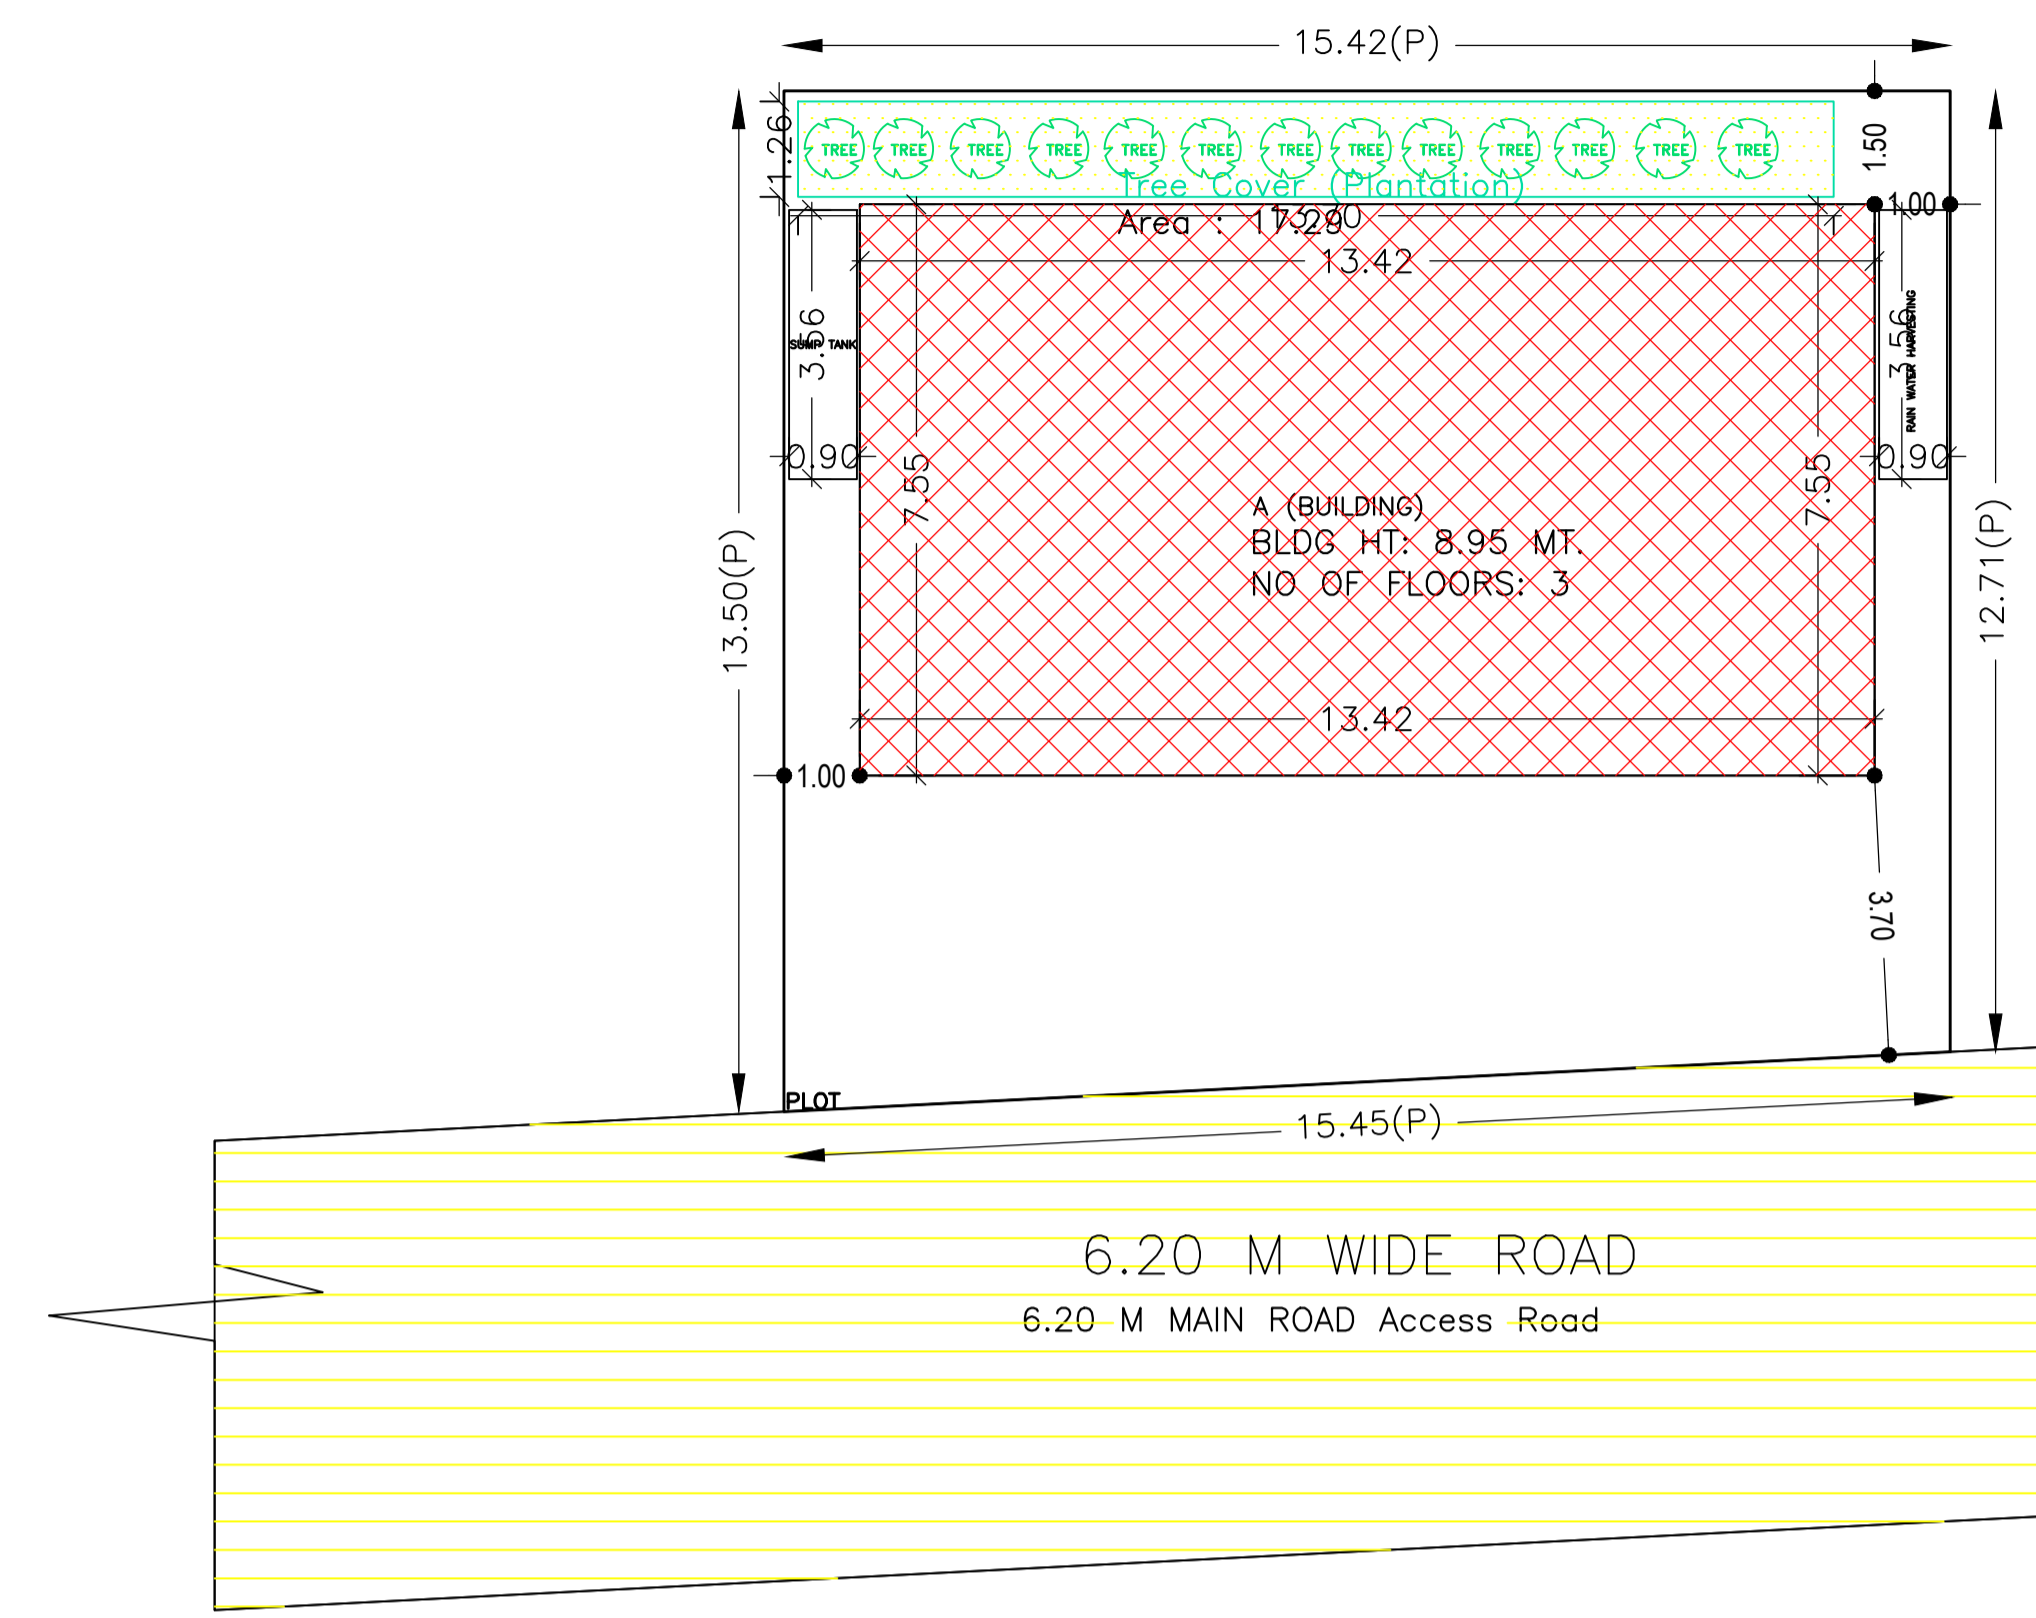 15.42(P)
1.26
TREE TREE TREE TREE TREE TREE TREE TREE TREE TREE TREE TREE TREE
1.50
Tree Cover (Plantation)
Area : 17.29
1.00
13.42
3.56
SUMP TANK
3.56
RAIN WATER HARVESTING
0.90
0.90
7.55
7.55
A (BUILDING)
BLDG HT: 8.95 MT.
NO OF FLOORS: 3
13.50(P)
12.71(P)
13.42
1.00
3.70
PLOT
15.45(P)
6.20 M WIDE ROAD
6.20 M MAIN ROAD Access Road